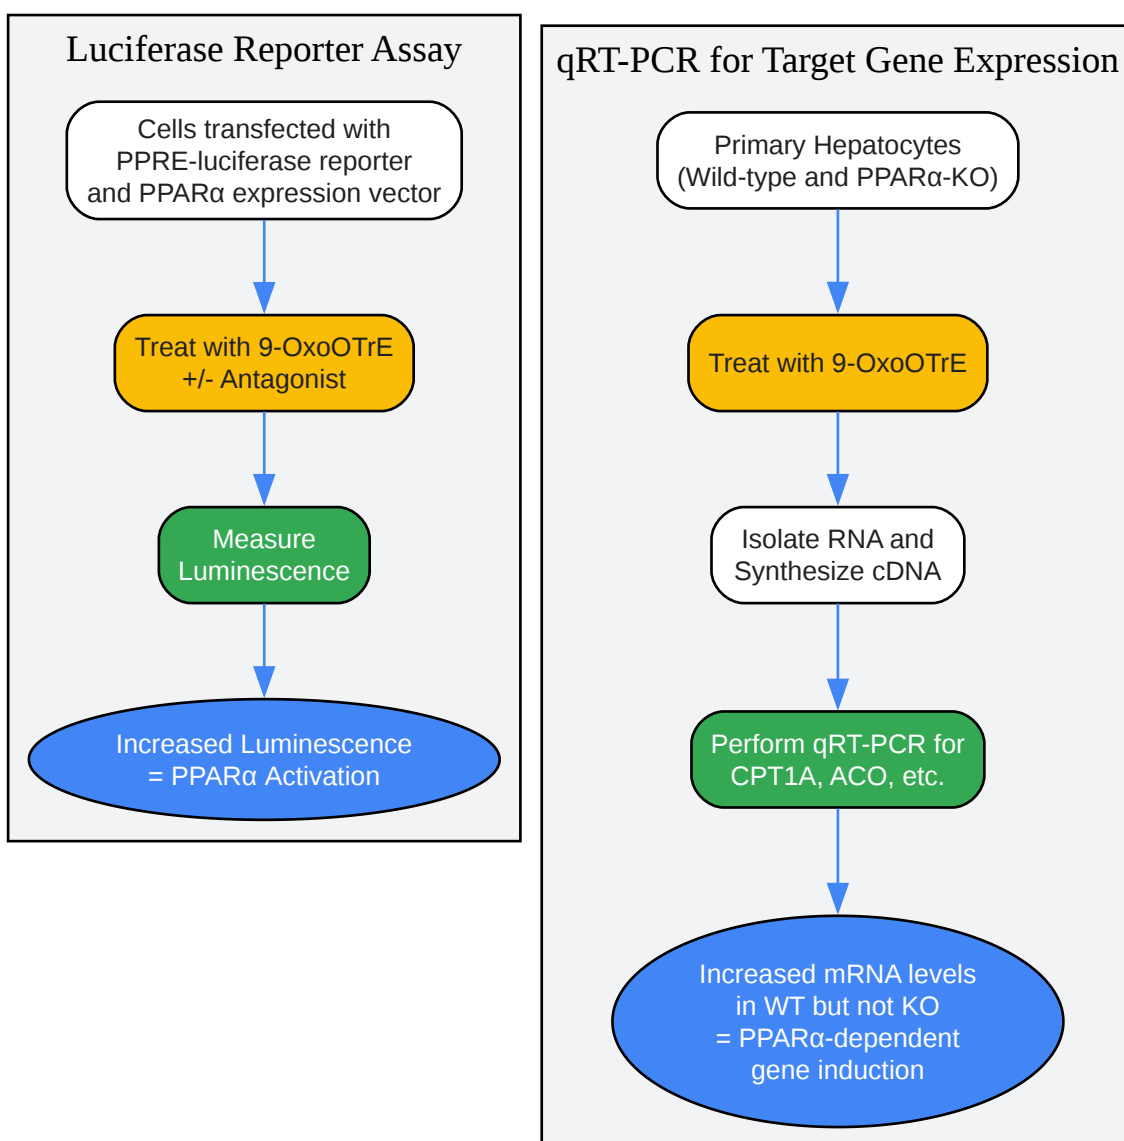 Luciferase Reporter Assay
Cells transfected with
PPRE-luciferase reporter
and PPARα expression vector
Treat with 9-OxoOTrE
+/- Antagonist
Measure
Luminescence
Increased Luminescence
= PPARα Activation
qRT-PCR for Target Gene Expression
Primary Hepatocytes
(Wild-type and PPARα-KO)
Treat with 9-OxoOTrE
Isolate RNA and
Synthesize cDNA
Perform qRT-PCR for
CPT1A, ACO, etc.
Increased mRNA levels
in WT but not KO
= PPARα-dependent
gene induction